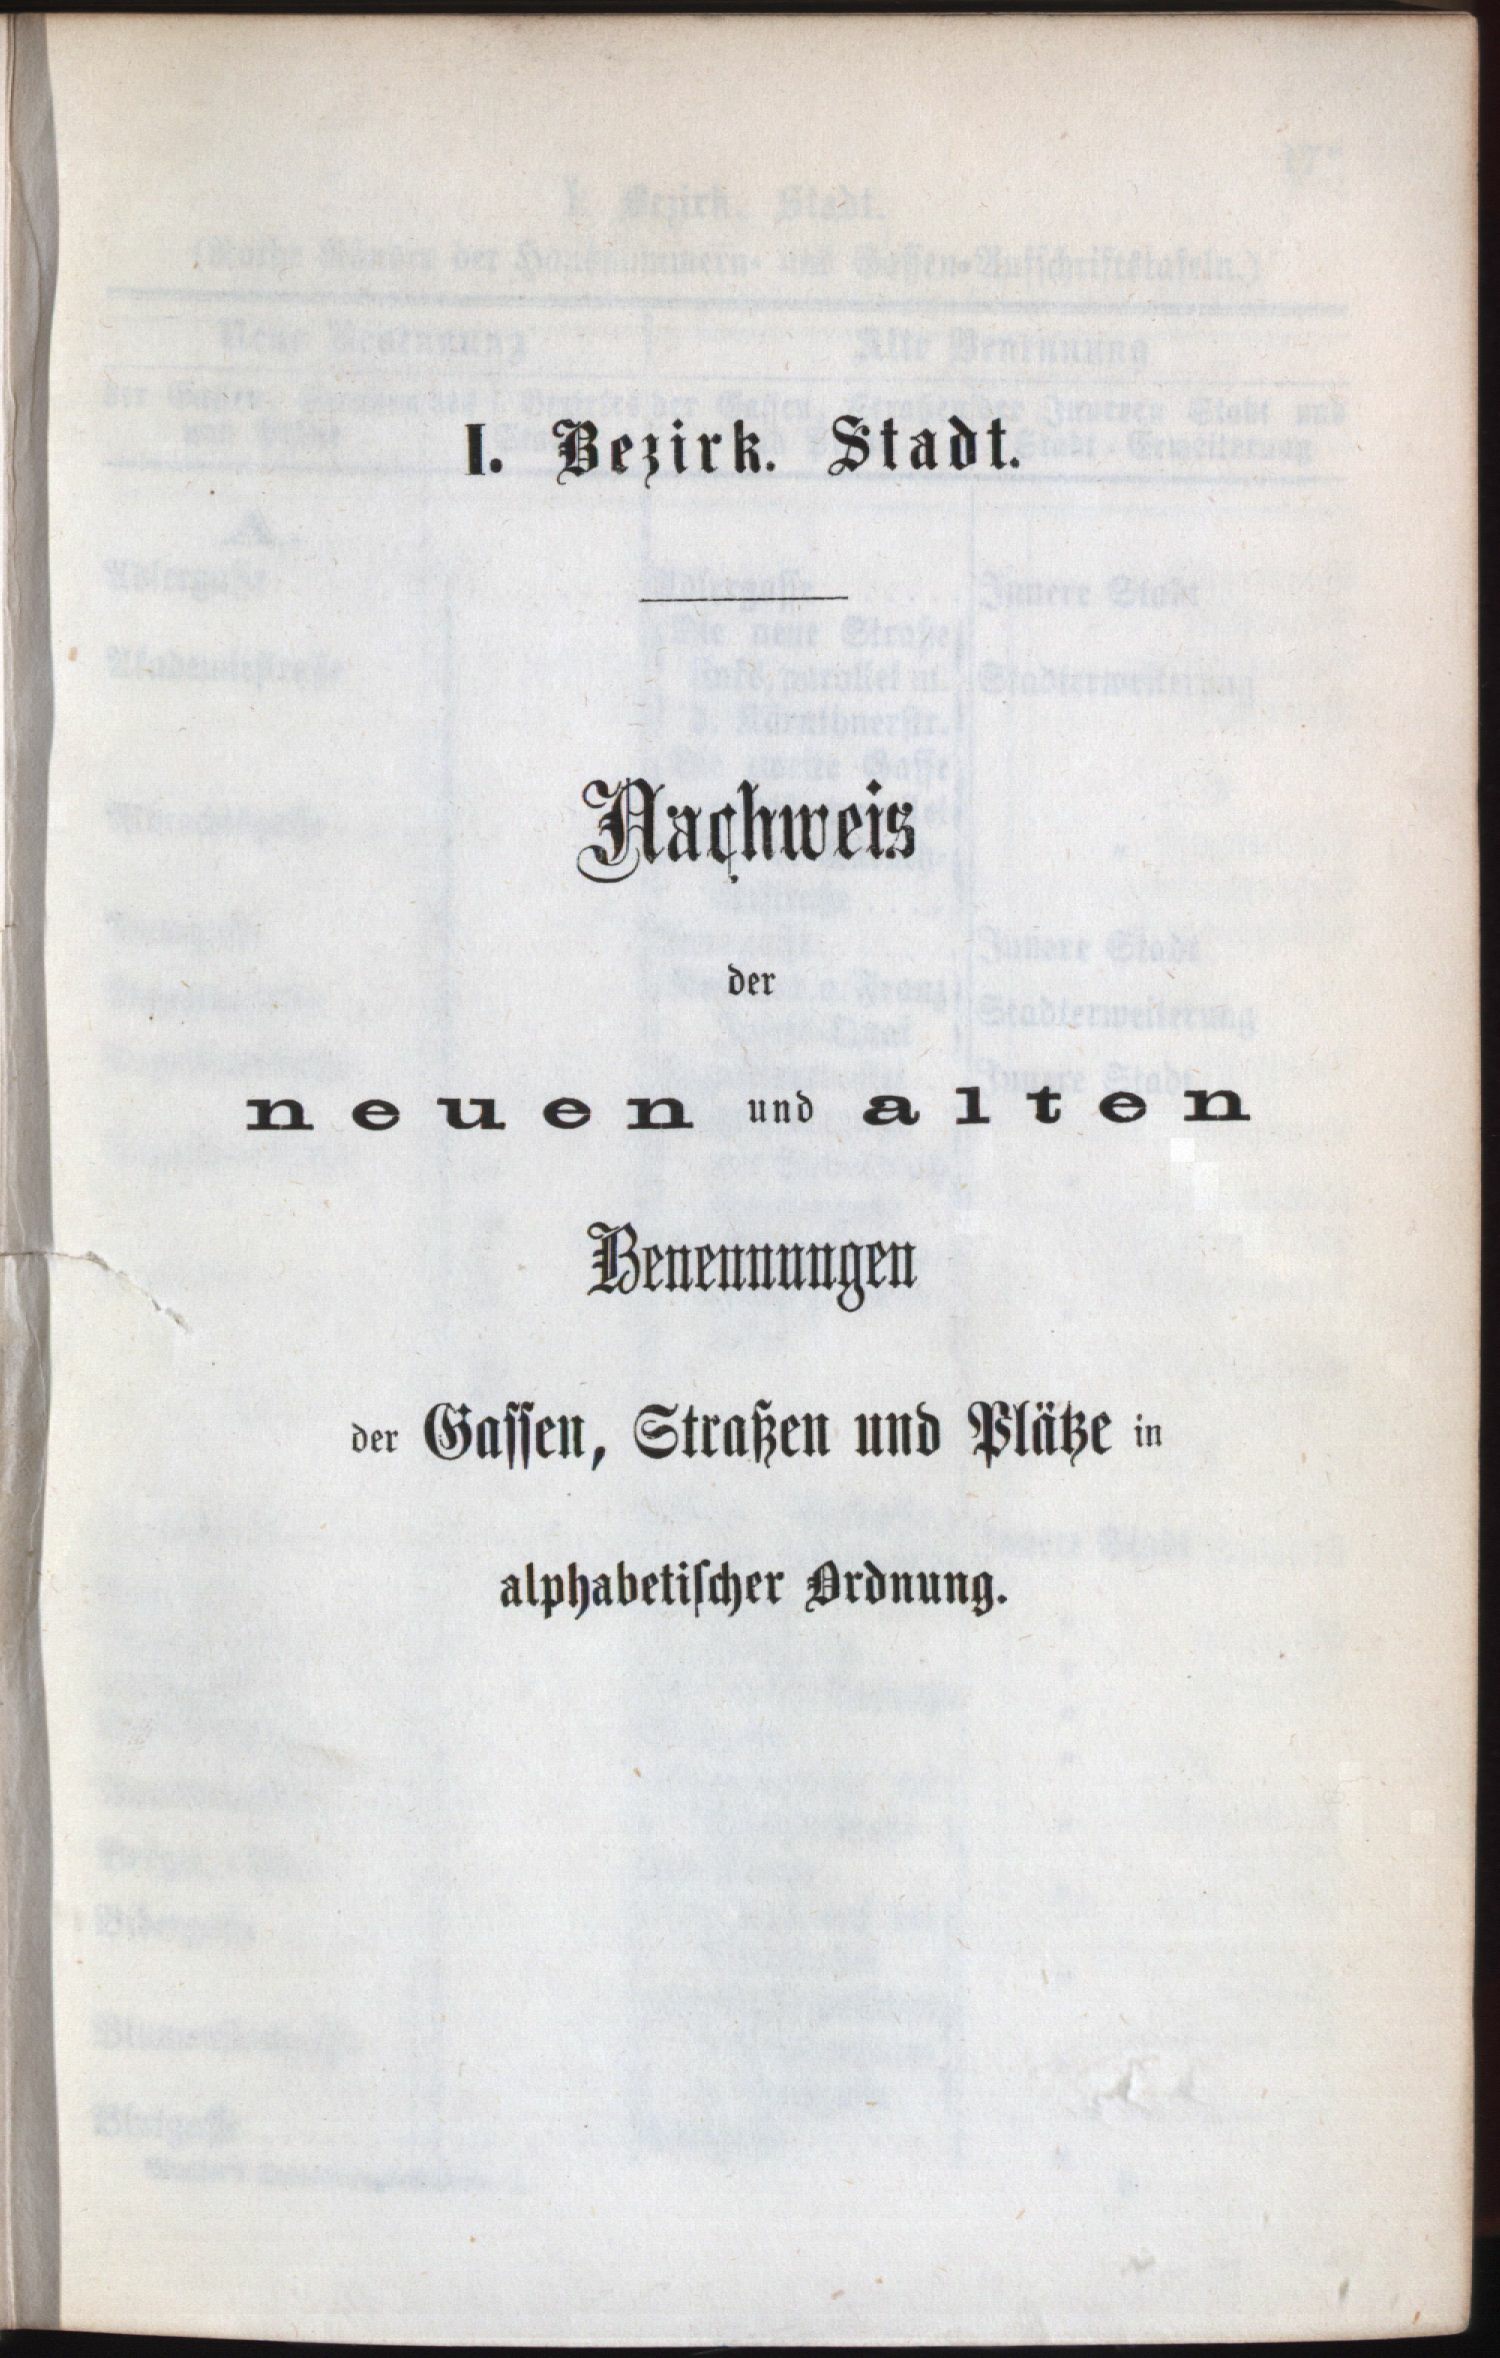 I. Bezirk. Stadt.
Nachweis
der
neuen und alten
Benennungen
der Gassen, Straßen und Plätze in
alphabetischer Ordnung.